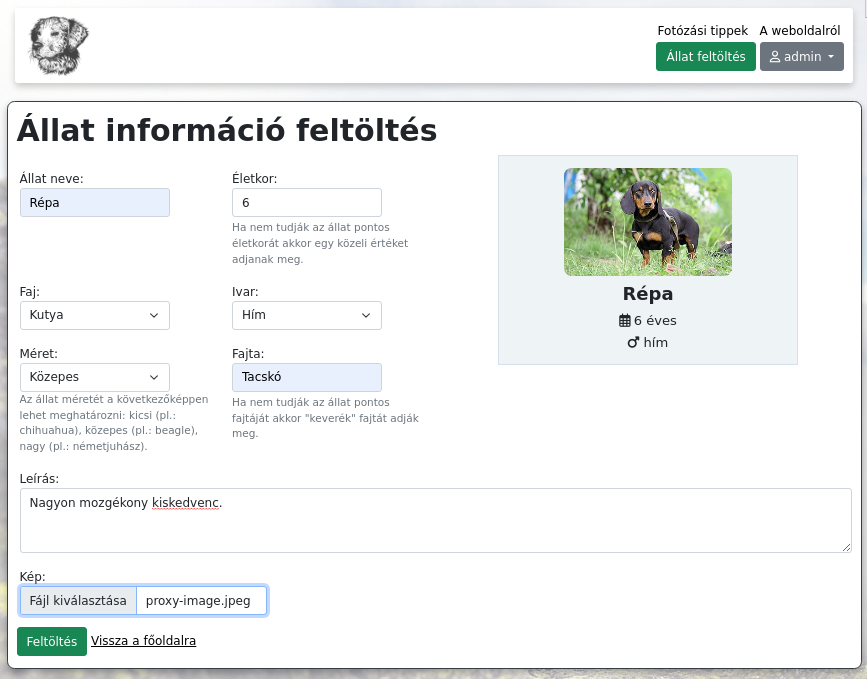 Fotózási tippek A weboldalról
Állat feltöltés admin
Állat információ feltöltés
Állat neve:
Répa
Életkor:
6
Ha nem tudják az állat pontos
életkorát akkor egy közeli értéket
adjanak meg.
Faj:
Kutya
Ivar:
Hím
Méret:
Közepes
Az állat méretét a következőképpen
lehet meghatározni: kicsi (pl.:
chihuahua), közepes (pl.: beagle),
nagy (pl.: németjuhász).
Fajta:
Tacskó
Ha nem tudják az állat pontos
fajtáját akkor "keverék" fajtát adják
meg.
Répa
6 éves
hím
Leírás:
Nagyon mozgékony kiskedvenc.
Kép:
Fájl kiválasztása proxy-image.jpeg
Feltöltés Vissza a főoldalra